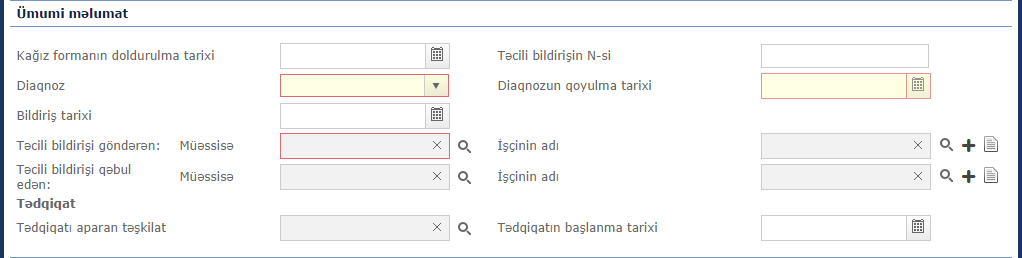 Ümumi məlumat
Kağız formanın doldurulma tarixi Təcili bildirişin N-si
Diaqnoz Diaqnozun qoyulma tarixi
Bildiriş tarixi
Təcili bildirişi göndərən: Müəssisə İşçinin adı
Təcili bildirişi qəbul
edən: Müəssisə İşçinin adı
Tədqiqat
Tədqiqatı aparan təşkilat Tədqiqatın başlanma tarixi